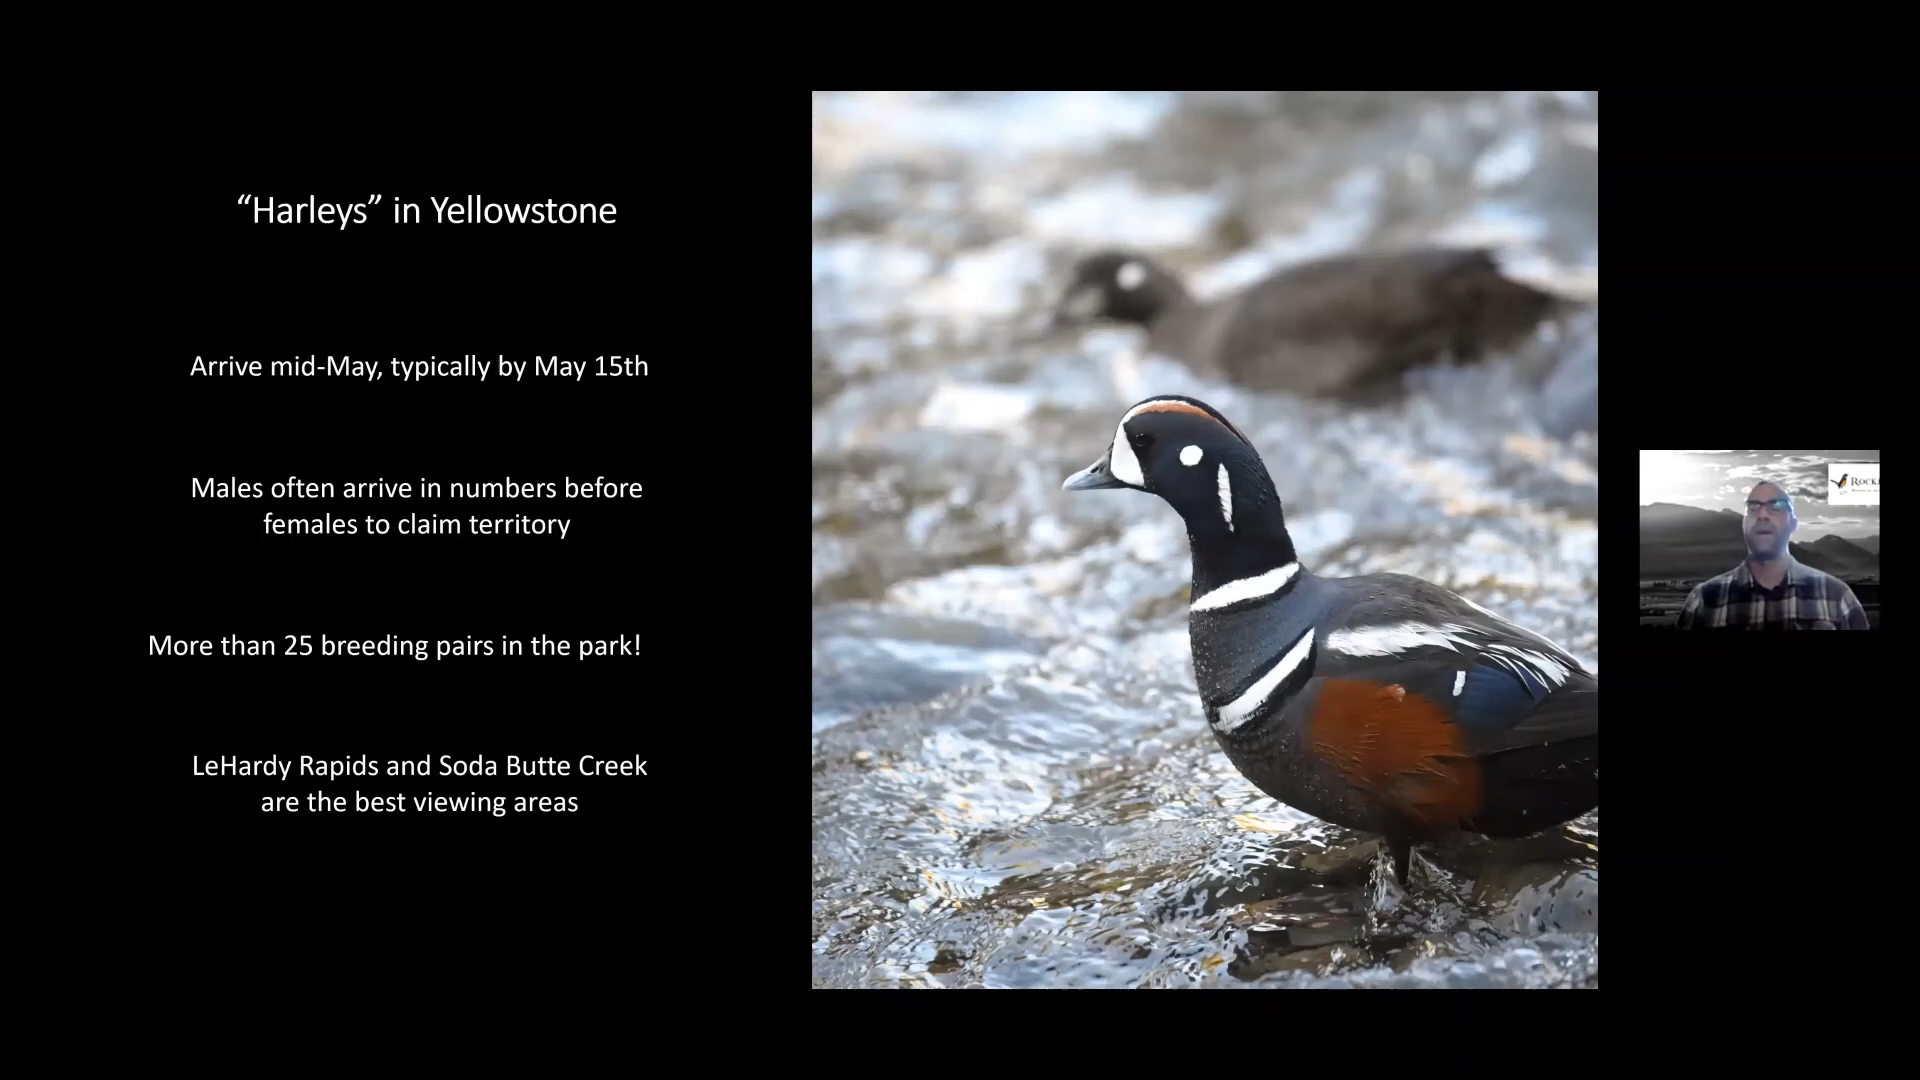 “Harleys” in Yellowstone
Arrive mid-May, typically by May 15th
Males often arrive in numbers before
females to claim territory
More than 25 breeding pairs in the park!
LeHardy Rapids and Soda Butte Creek
are the best viewing areas